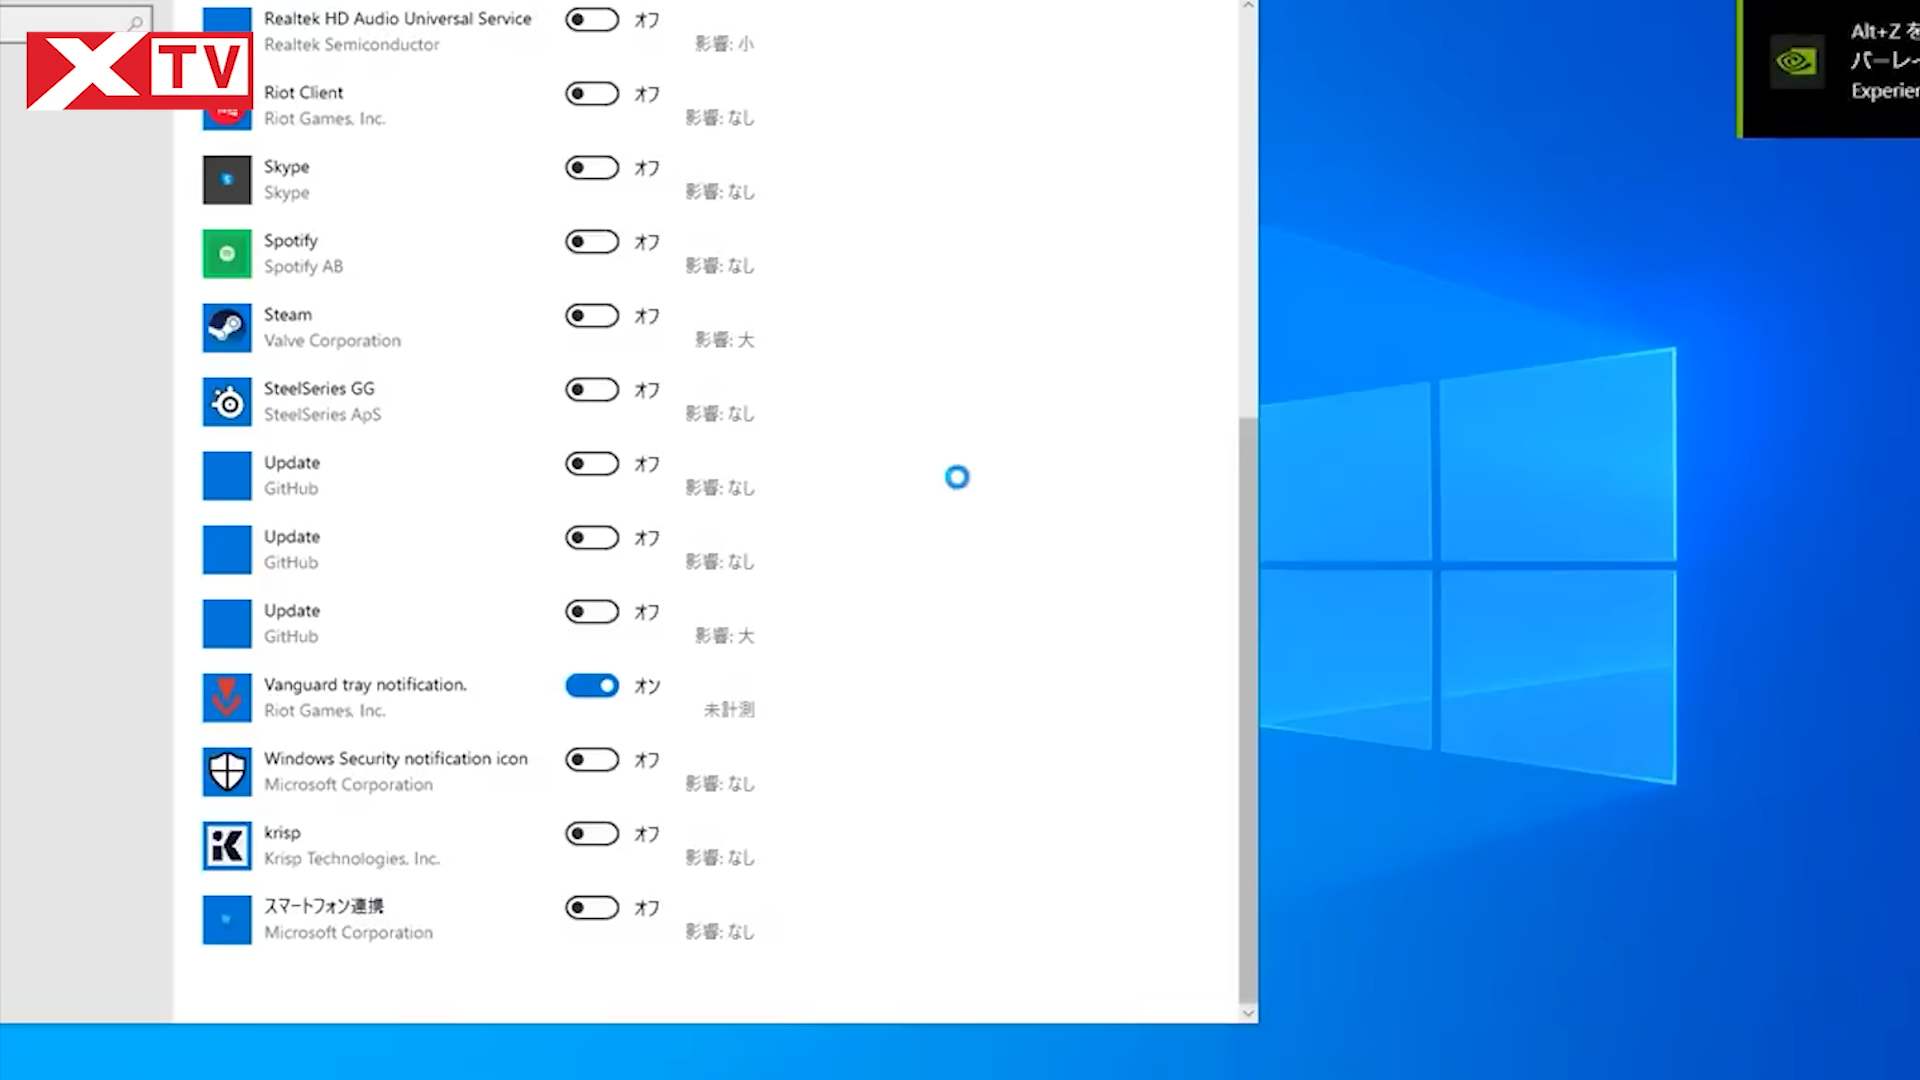 XTV
Realtek HD Audio Universal Service
オフ
Realtek Semiconductor
影響: 小
Riot Client
オフ
Riot Games, Inc.
影響: なし
Skype
オフ
Skype
影響: なし
Spotify
オフ
Spotify AB
影響: なし
Steam
オフ
Valve Corporation
影響: 大
SteelSeries GG
オフ
SteelSeries ApS
影響: なし
Update
オフ
GitHub
影響: なし
Update
オフ
GitHub
影響: なし
Update
オフ
GitHub
影響: 大
Vanguard tray notification.
オン
Riot Games, Inc.
未計測
Windows Security notification icon
オフ
Microsoft Corporation
影響: なし
krisp
オフ
Krisp Technologies, Inc.
影響: なし
スマートフォン連携
オフ
Microsoft Corporation
影響: なし
Alt+Z を
バーレー
Experien